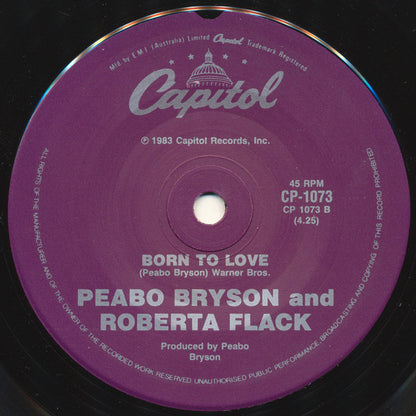 Mfd by E M I (Australia) Limited Capitol Trademark Registered
Capitol
℗ 1983 Capitol Records, Inc.
45 RPM
CP-1073
CP 1073 B
(4.25)
BORN TO LOVE
(Peabo Bryson) Warner Bros.
PEABO BRYSON and
ROBERTA FLACK
Produced by Peabo
Bryson
ALL RIGHTS OF THE MANUFACTURER AND OF THE OWNER OF THE RECORDED WORK RESERVED. UNAUTHORISED PUBLIC PERFORMANCE, BROADCASTING AND COPYING OF THIS RECORD PROHIBITED